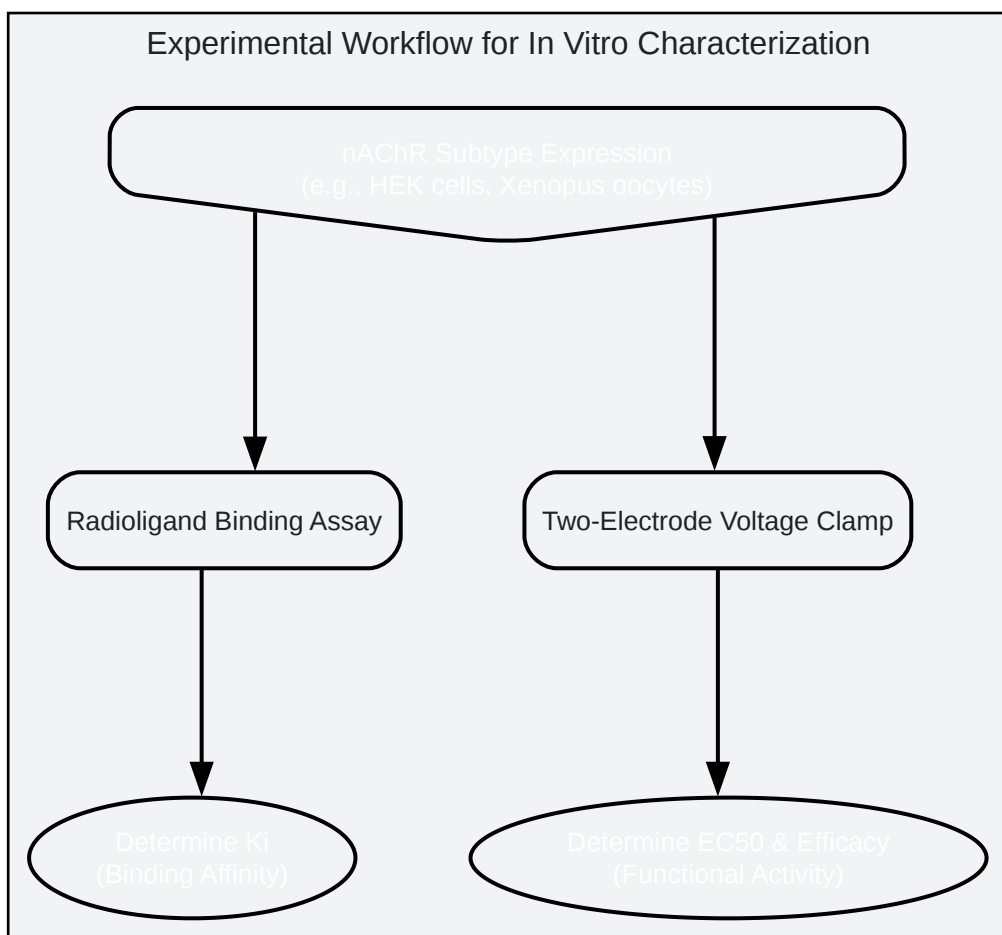 Experimental Workflow for In Vitro Characterization
nAChR Subtype Expression
(e.g., HEK cells, Xenopus oocytes)
Radioligand Binding Assay
Two-Electrode Voltage Clamp
Determine Ki
(Binding Affinity)
Determine EC50 & Efficacy
(Functional Activity)